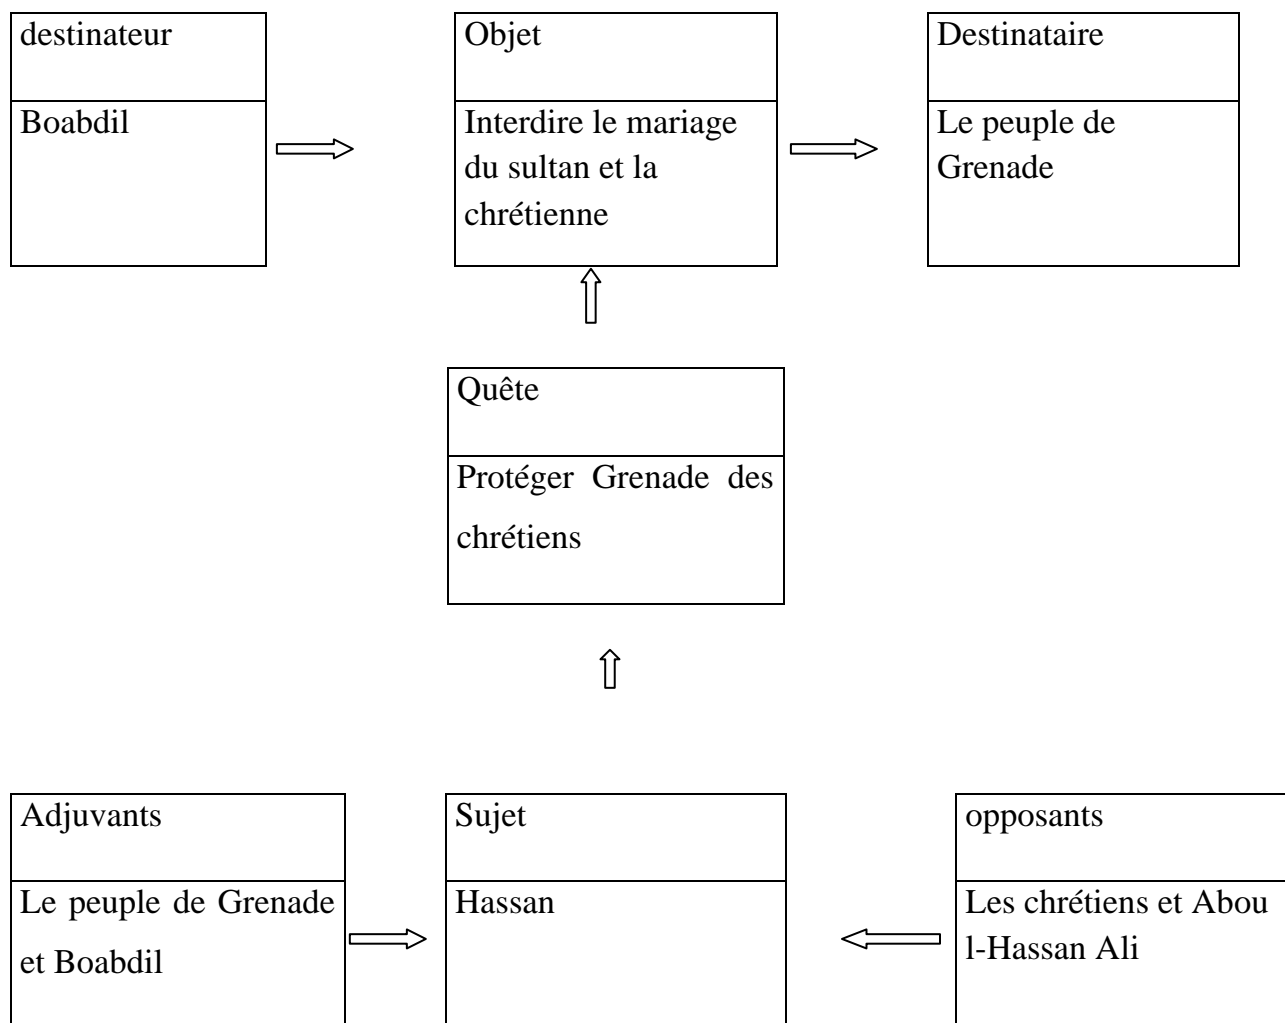 destinateur
Boabdil
Objet
Interdire le mariage
du sultan et la
chrétienne
Destinataire
Le peuple de
Grenade
Quête
Protéger Grenade des
chrétiens
Adjuvants
Le peuple de Grenade
et Boabdil
Sujet
Hassan
opposants
Les chrétiens et Abou
l-Hassan Ali